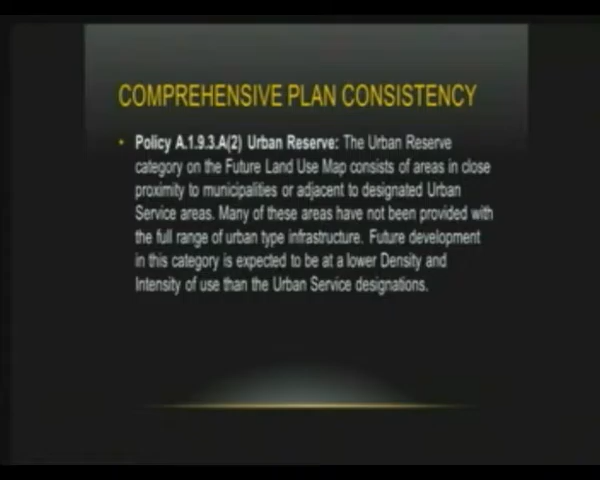 COMPREHENSIVE PLAN CONSISTENCY
• Policy A.1.9.3.A(2) Urban Reserve: The Urban Reserve
category on the Future Land Use Map consists of areas in close
proximity to municipalities or adjacent to designated Urban
Service areas. Many of these areas have not been provided with
the full range of urban type infrastructure. Future development
in this category is expected to be at a lower Density and
Intensity of use than the Urban Service designations.